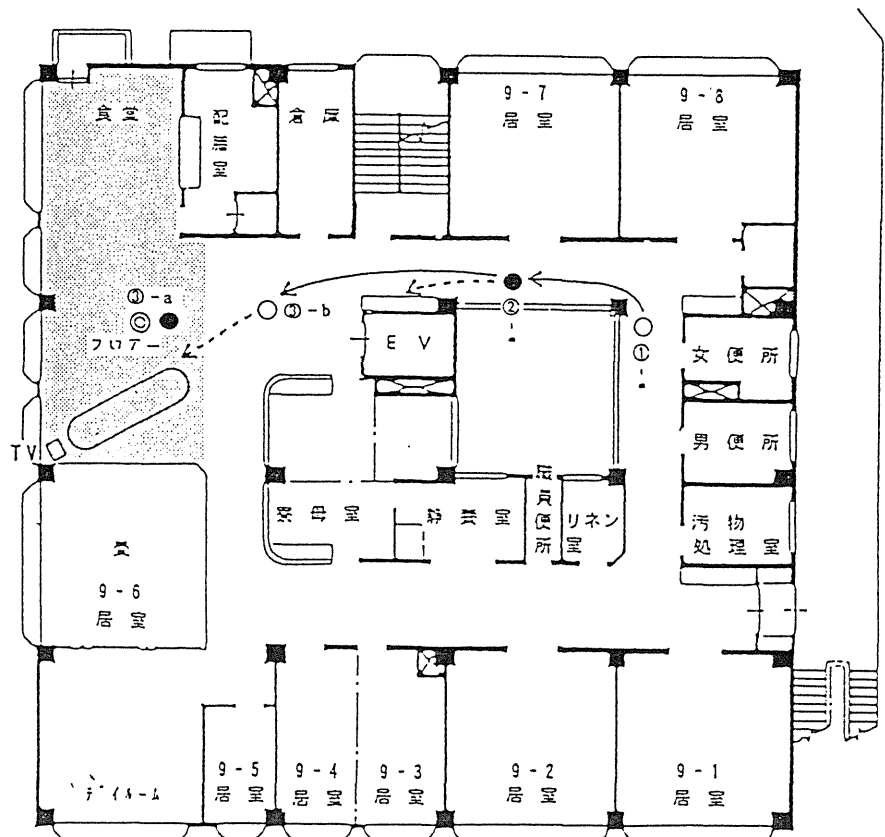 食堂
配
膳
室
倉庫
9-7
居室
9-8
居室
③-a
Ⓒ
フロアー
③-b
②
①
EV
女便所
男便所
汚物
処理室
TV
寮母室
静養室
職
員
便
所
リネン
室
畳
9-6
居室
デイルーム
9-5
居室
9-4
居室
9-3
居室
9-2
居室
9-1
居室